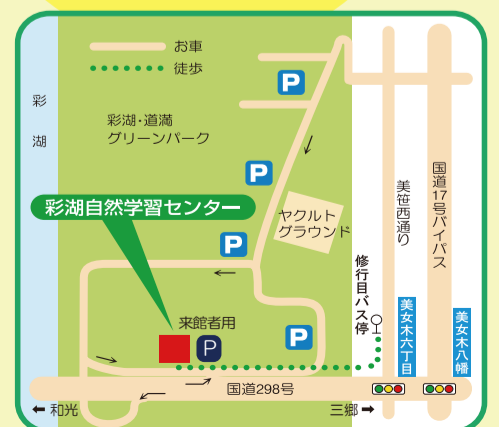 お車
徒歩
彩湖
彩湖・道満
グリーンパーク
P
P
彩湖自然学習センター
ヤクルト
グラウンド
P
美笹西通り
国道17号バイパス
修行目バス停
来館者用
P
P
美女木六丁目
美女木八幡
国道298号
← 和光
三郷 →